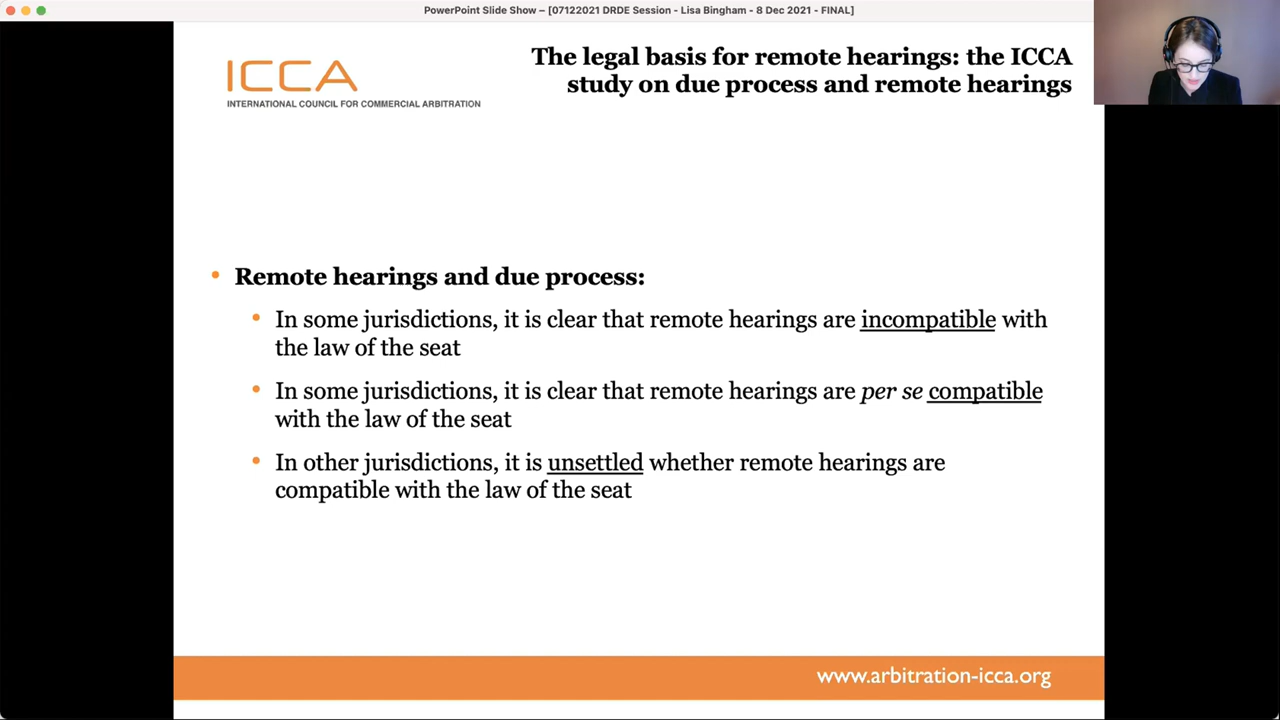 PowerPoint Slide Show – [07122021 DRDE Session - Lisa Bingham - 8 Dec 2021 - FINAL]
ICCA
INTERNATIONAL COUNCIL FOR COMMERCIAL ARBITRATION
The legal basis for remote hearings: the ICCA
study on due process and remote hearings
• Remote hearings and due process:
• In some jurisdictions, it is clear that remote hearings are incompatible with
the law of the seat
• In some jurisdictions, it is clear that remote hearings are per se compatible
with the law of the seat
• In other jurisdictions, it is unsettled whether remote hearings are
compatible with the law of the seat
www.arbitration-icca.org